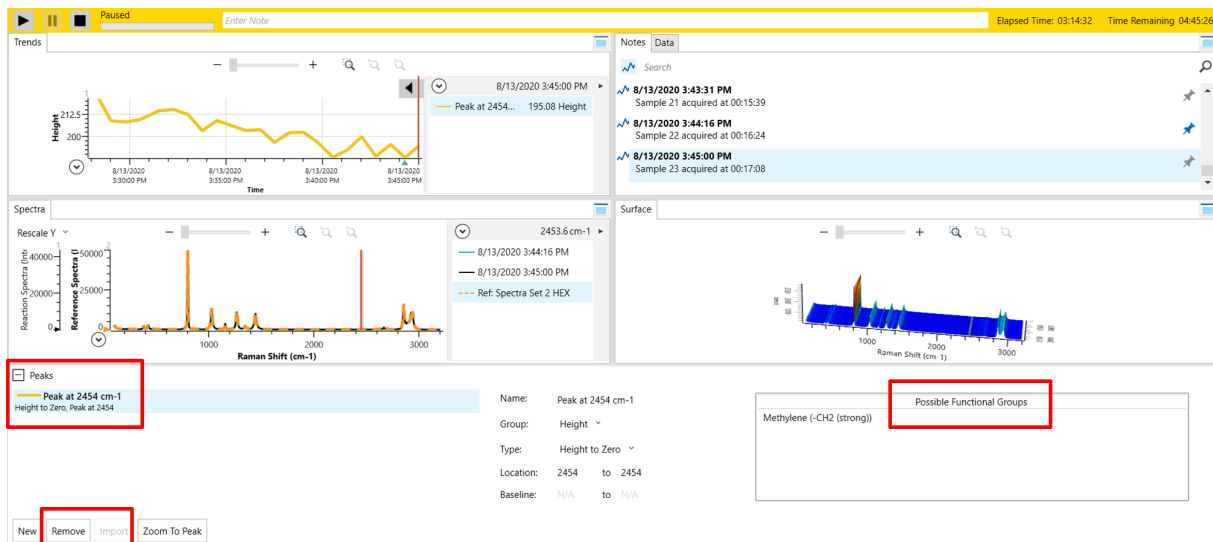 Paused
Enter Note
Elapsed Time: 03:14:32 Time Remaining 04:45:26
Trends
8/13/2020 3:45:00 PM
Peak at 2454... 195.08 Height
1
212.5
200
Height
8/13/2020 3:30:00 PM
8/13/2020 3:35:00 PM
8/13/2020 3:40:00 PM
8/13/2020 3:45:00 PM
Time
Notes Data
Search
8/13/2020 3:43:31 PM
Sample 21 acquired at 00:15:39
8/13/2020 3:44:16 PM
Sample 22 acquired at 00:16:24
8/13/2020 3:45:00 PM
Sample 23 acquired at 00:17:08
Spectra
Rescale Y
2453.6 cm-1
8/13/2020 3:44:16 PM
8/13/2020 3:45:00 PM
Ref: Spectra Set 2 HEX
1 2
40000 50000
20000 25000
0 0
Reaction Spectra (Int
Reference Spectra (I
1000 2000 3000
Raman Shift (cm-1)
Surface
1000 2000 3000
Raman Shift (cm-1)
Peaks
Peak at 2454 cm-1
Height to Zero, Peak at 2454
Name: Peak at 2454 cm-1
Group: Height
Type: Height to Zero
Location: 2454 to 2454
Baseline: N/A to N/A
Possible Functional Groups
Methylene (-CH2 (strong))
New Remove Import Zoom To Peak